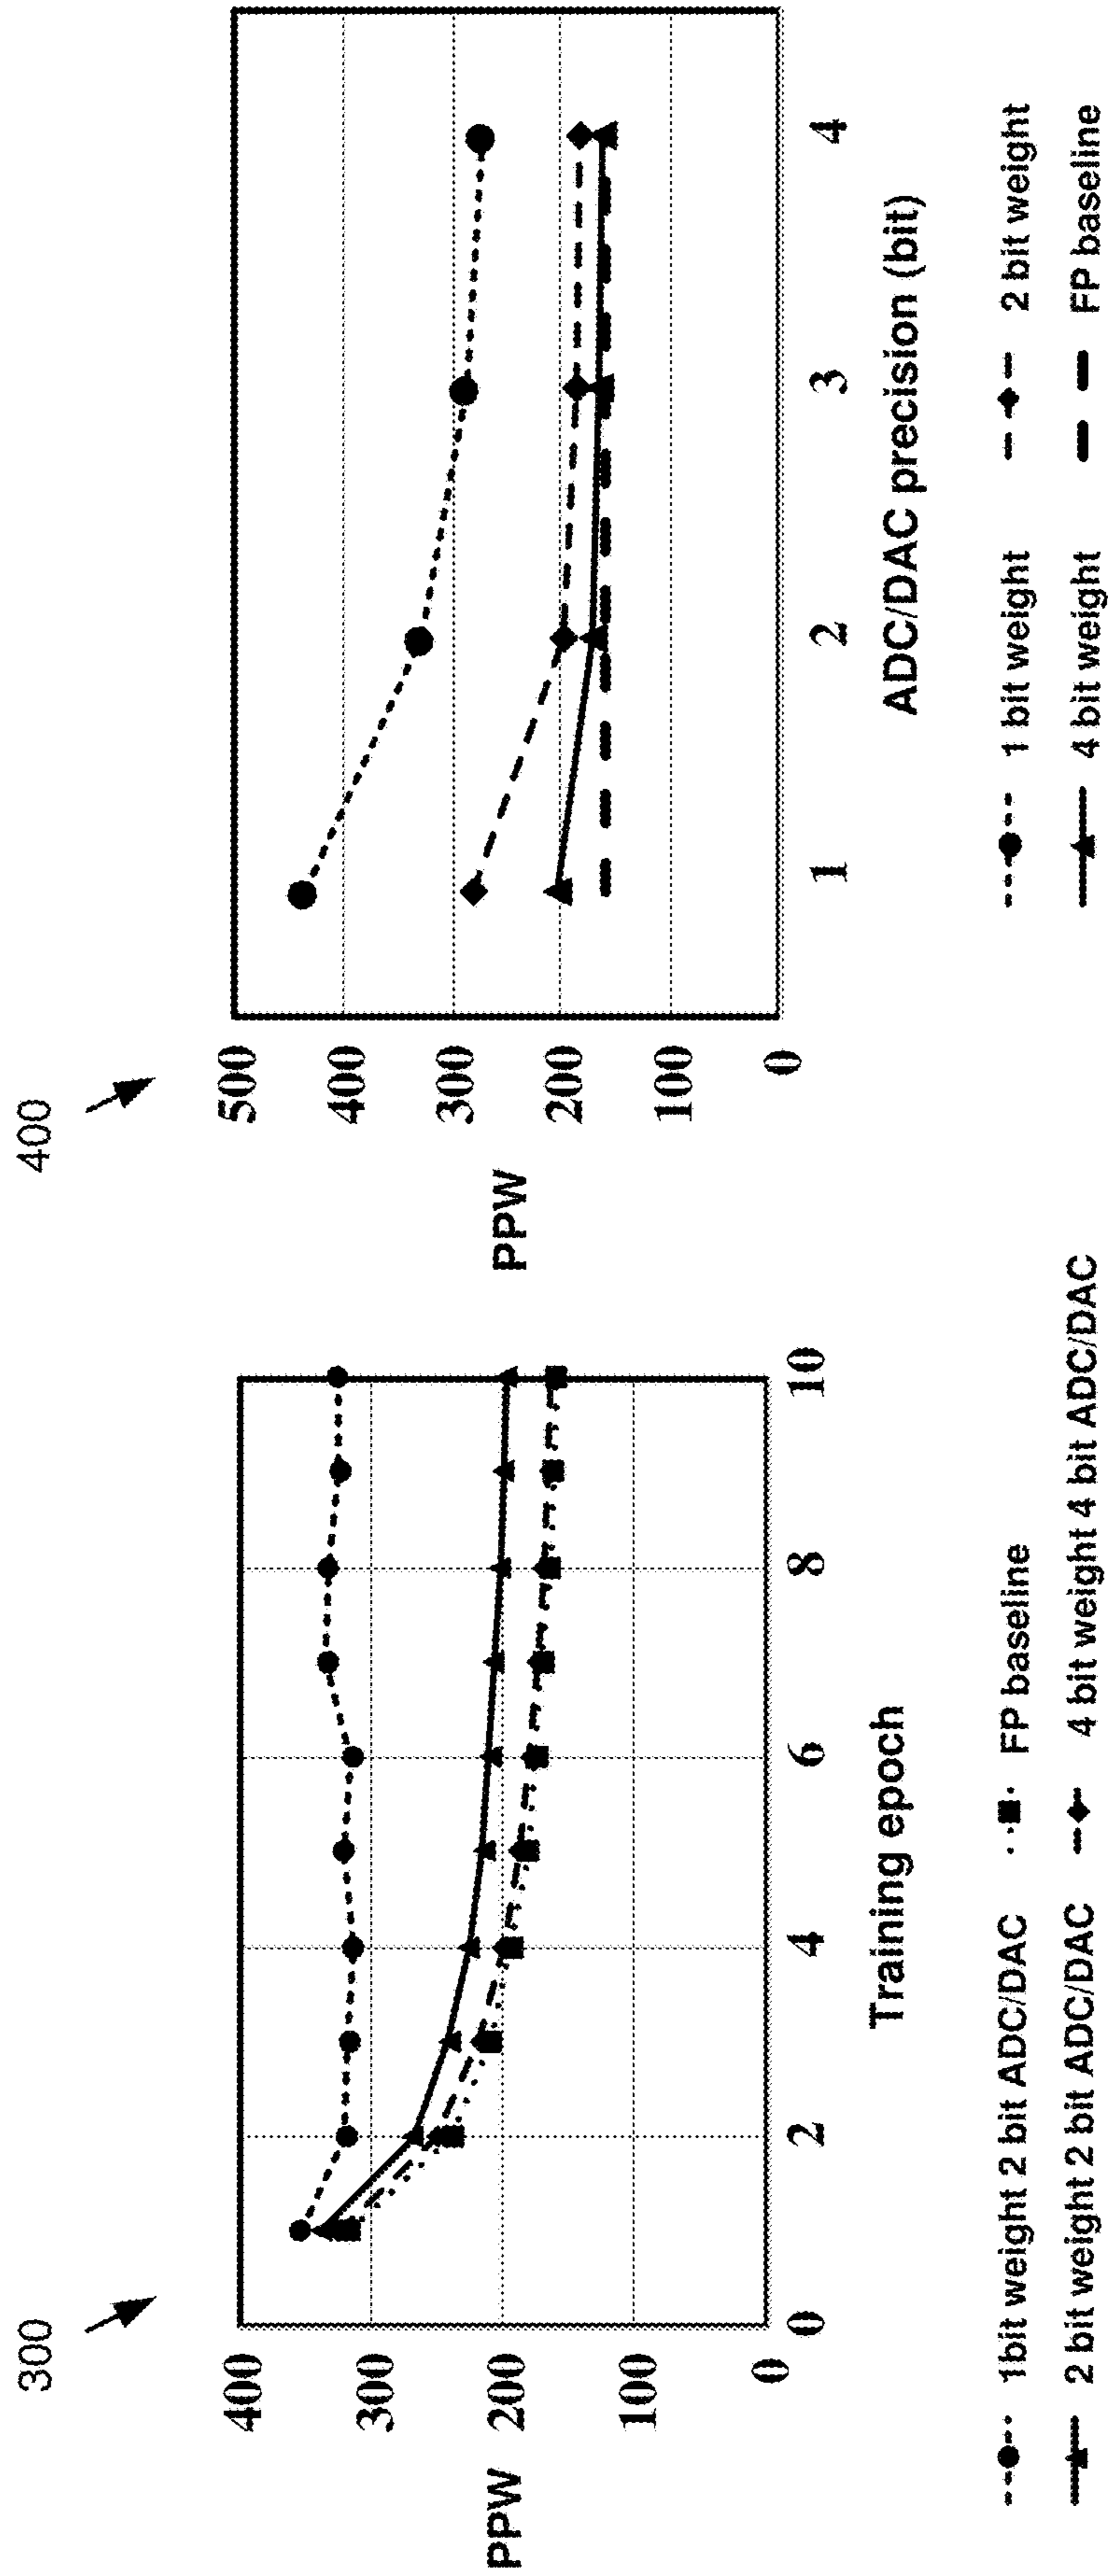 300
PPW
400
300
200
100
0
0
2
4
6
8
10
Training epoch
1bit weight 2 bit ADC/DAC
FP baseline
2 bit weight 2 bit ADC/DAC
4 bit weight 4 bit ADC/DAC
400
PPW
500
400
300
200
100
0
1
2
3
4
ADC/DAC precision (bit)
1 bit weight
2 bit weight
4 bit weight
FP baseline